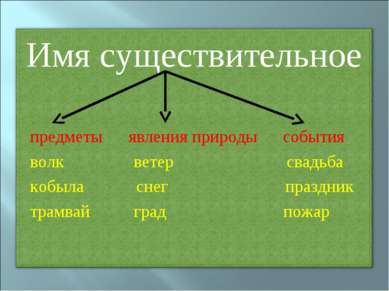 Имя существительное
предметы явления природы события
волк ветер свадьба
кобыла снег праздник
трамвай град пожар